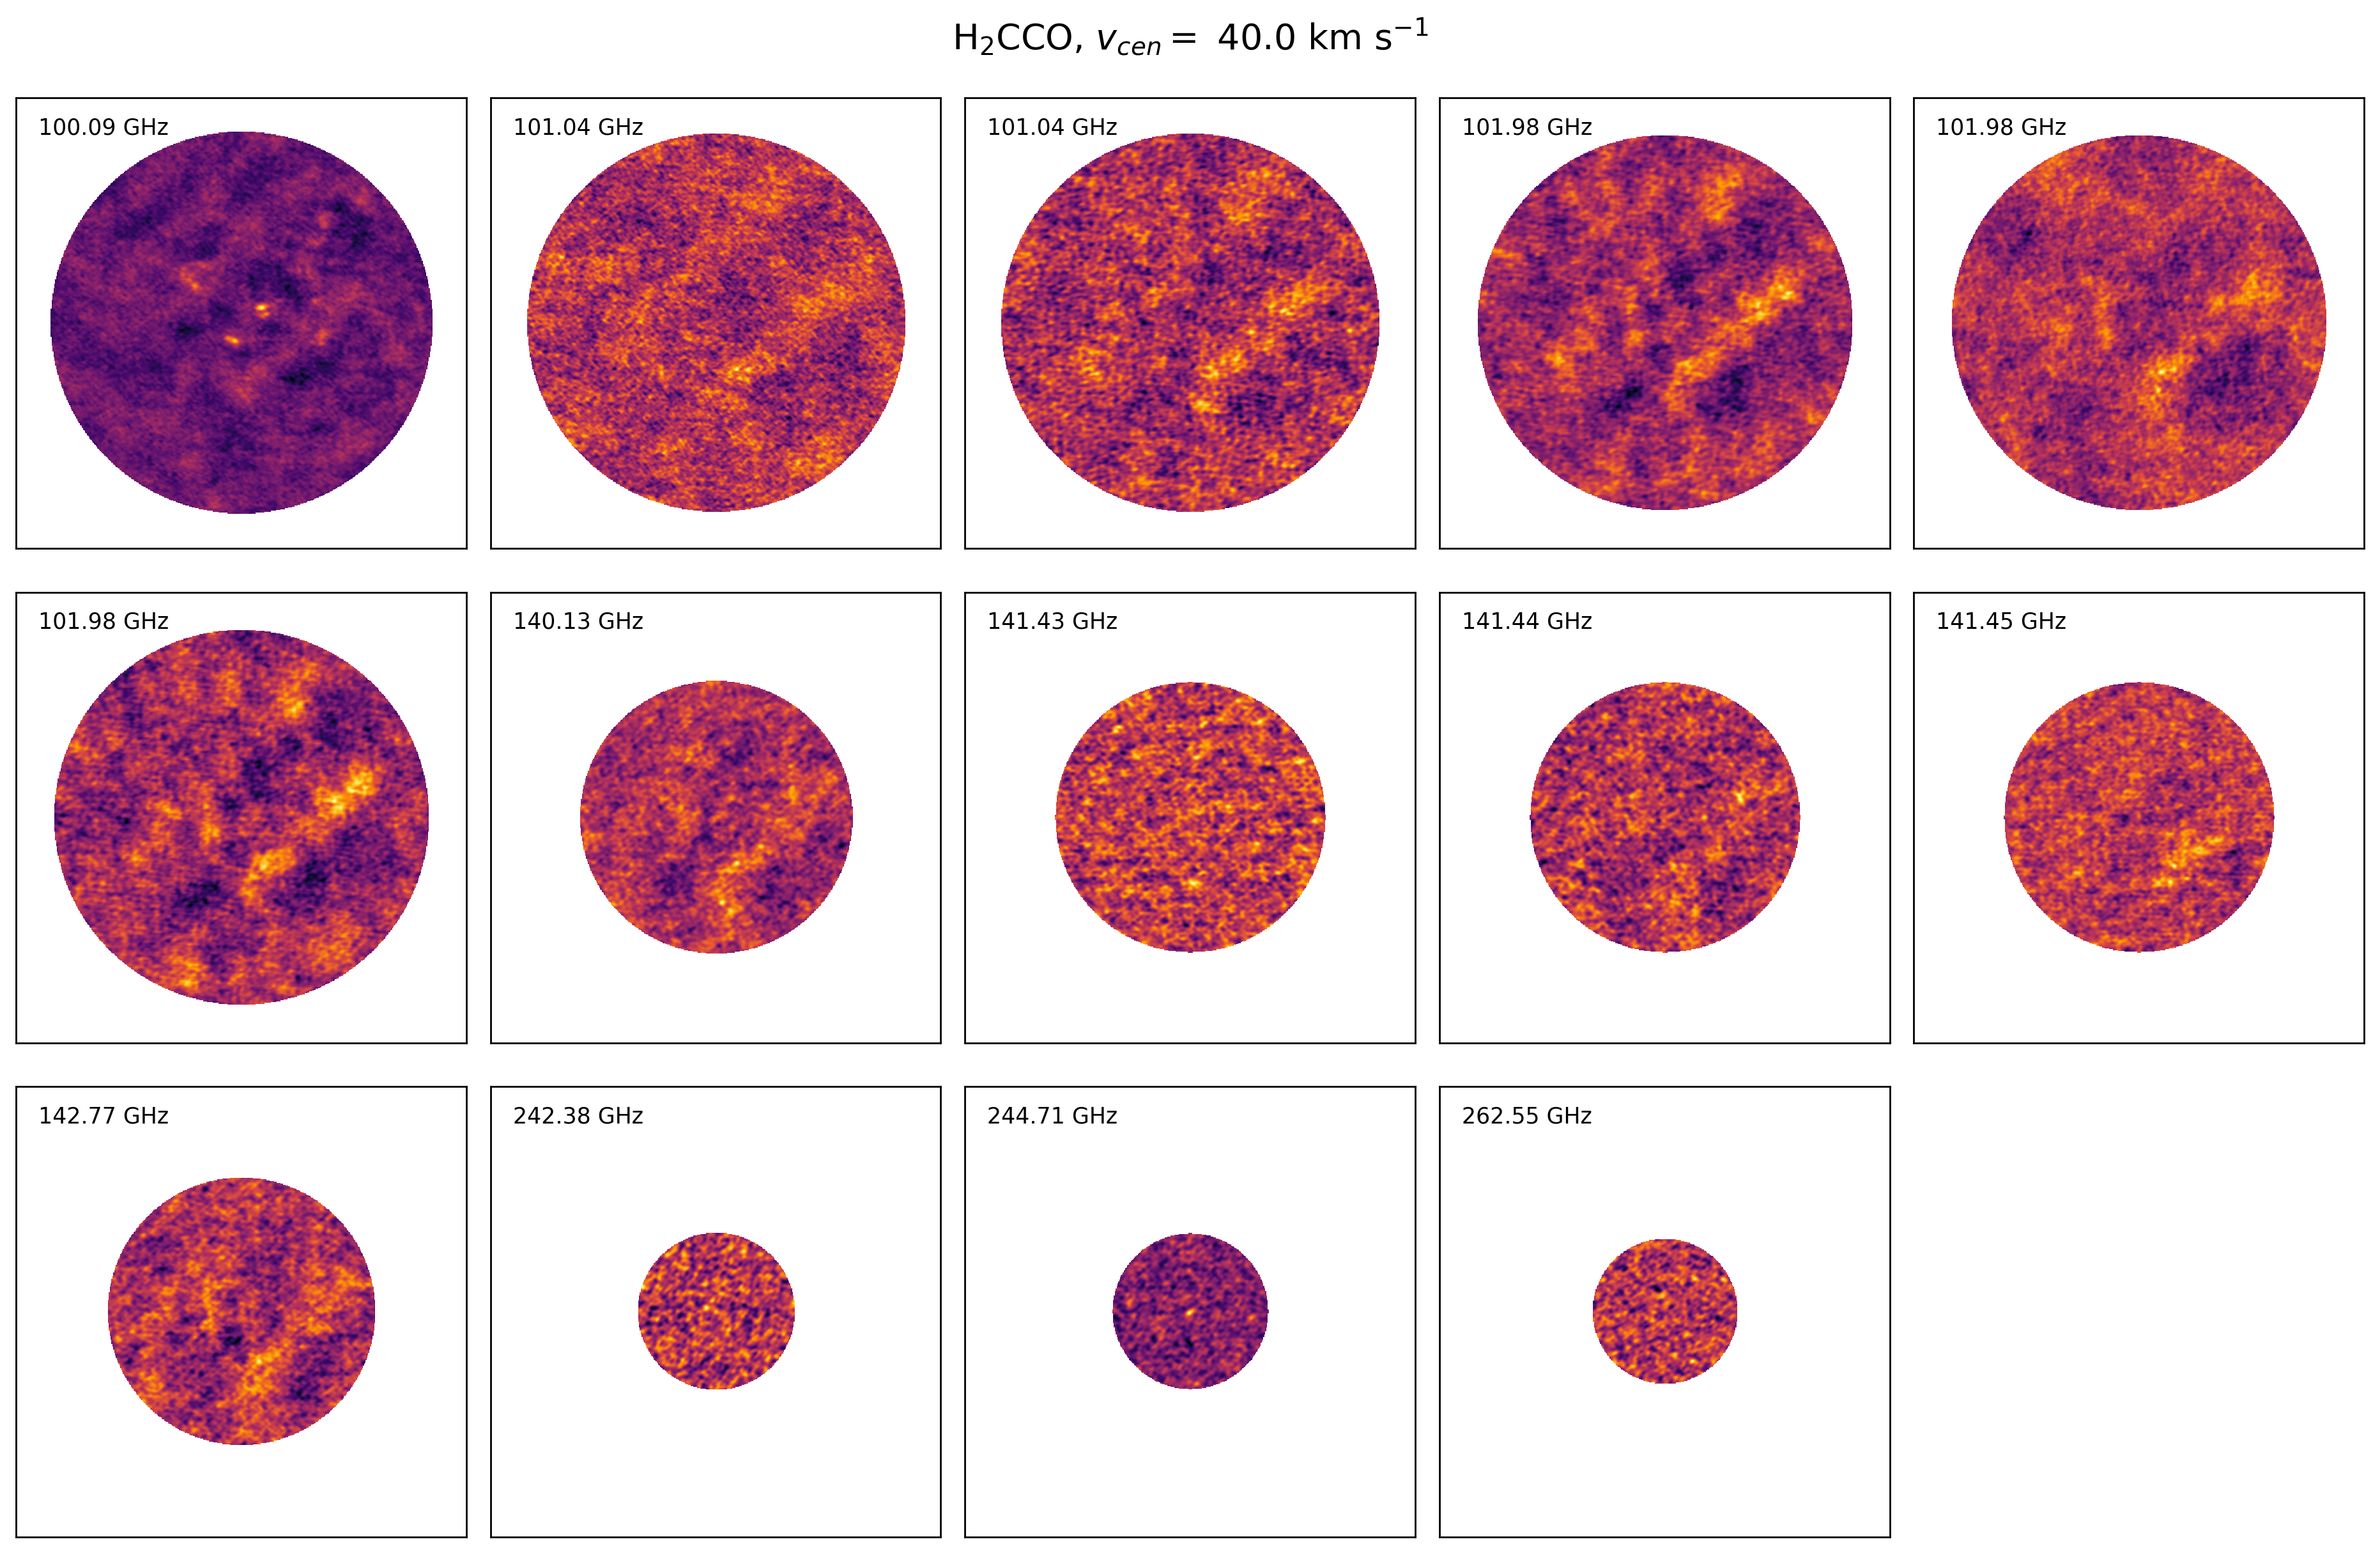 H₂CCO, v_cen = 40.0 km s⁻¹
100.09 GHz
101.04 GHz
101.04 GHz
101.98 GHz
101.98 GHz
101.98 GHz
140.13 GHz
141.43 GHz
141.44 GHz
141.45 GHz
142.77 GHz
242.38 GHz
244.71 GHz
262.55 GHz